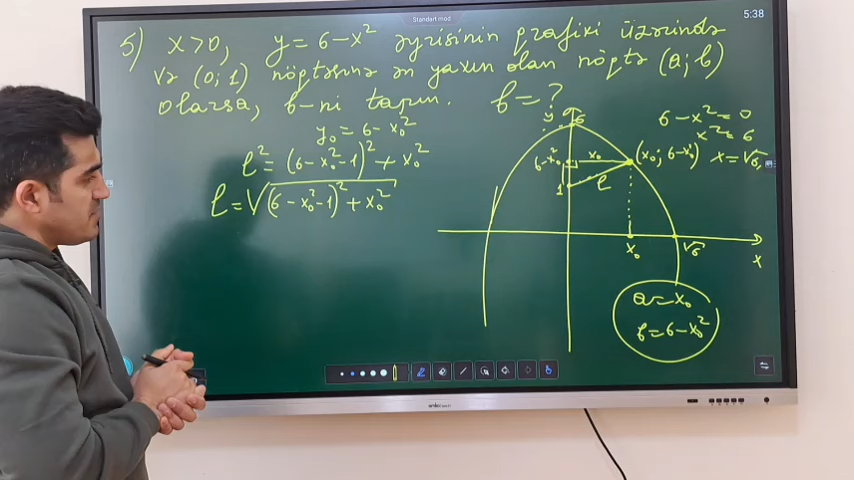 Standart mod
5:38
5) x>0, y = 6-x² əyrisinin qrafiki üzərində
və (0; 1) nöqtəsinə ən yaxın olan nöqtə (a; b)
olarsa, b-ni tapın. b=?
y₀ = 6-x₀²
ℓ² = (6-x₀²-1)² + x₀²
ℓ = √(6-x₀²-1)² + x₀²
y
6
6-x₀²
x₀
(x₀; 6-x₀²)
1
ℓ
x₀
√6
x
6-x²=0
x²=6
x=√6
a=x₀
b=6-x₀²